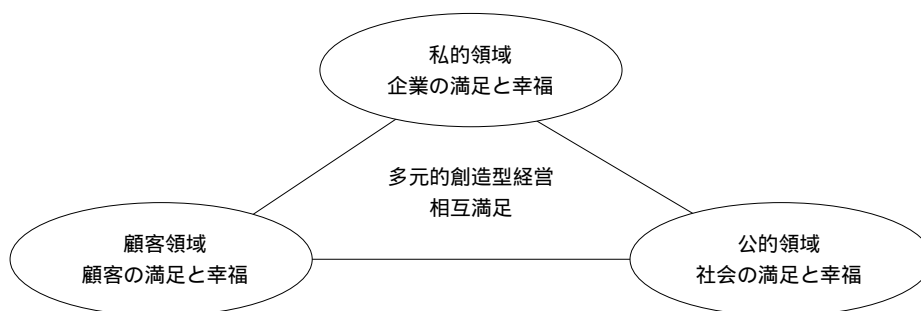 私的領域
企業の満足と幸福
多元的創造型経営
相互満足
顧客領域
顧客の満足と幸福
公的領域
社会の満足と幸福